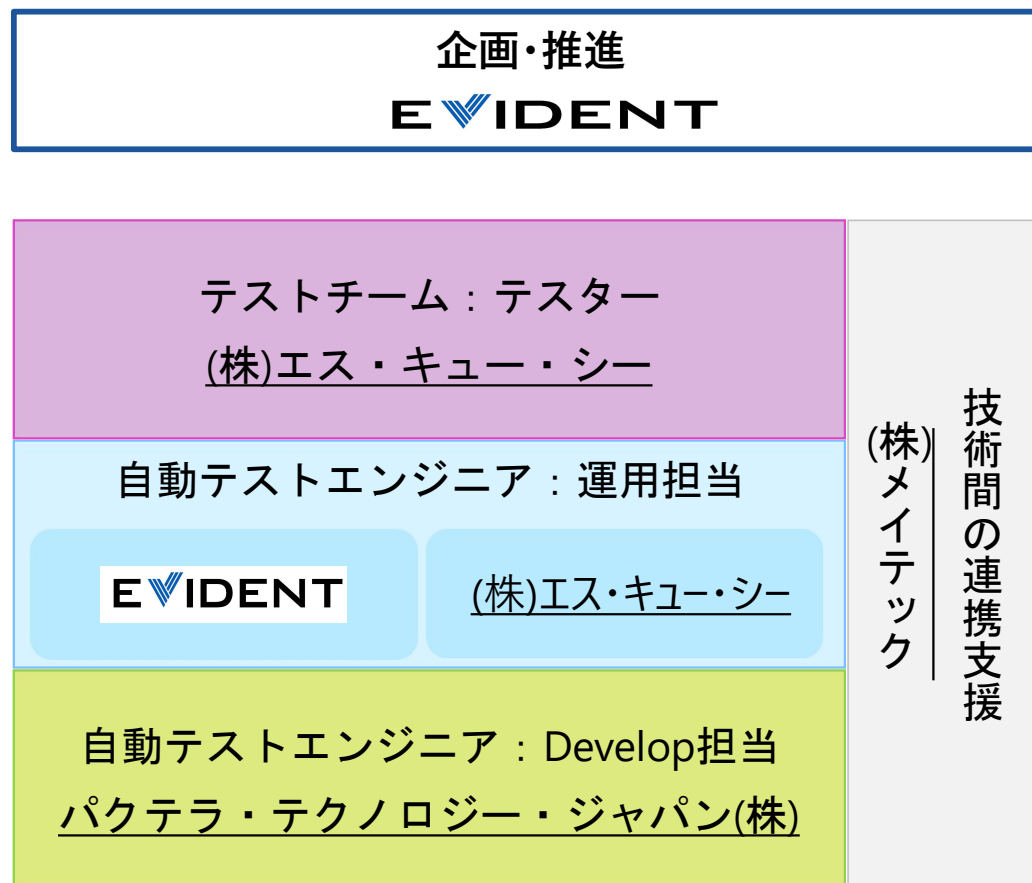 企画・推進
EVIDENT
テストチーム：テスター
(株)エス・キュー・シー
自動テストエンジニア：運用担当
EVIDENT
(株)エス・キュー・シー
自動テストエンジニア：Develop担当
パクテラ・テクノロジー・ジャパン(株)
技術間の連携支援
(株)メイテック